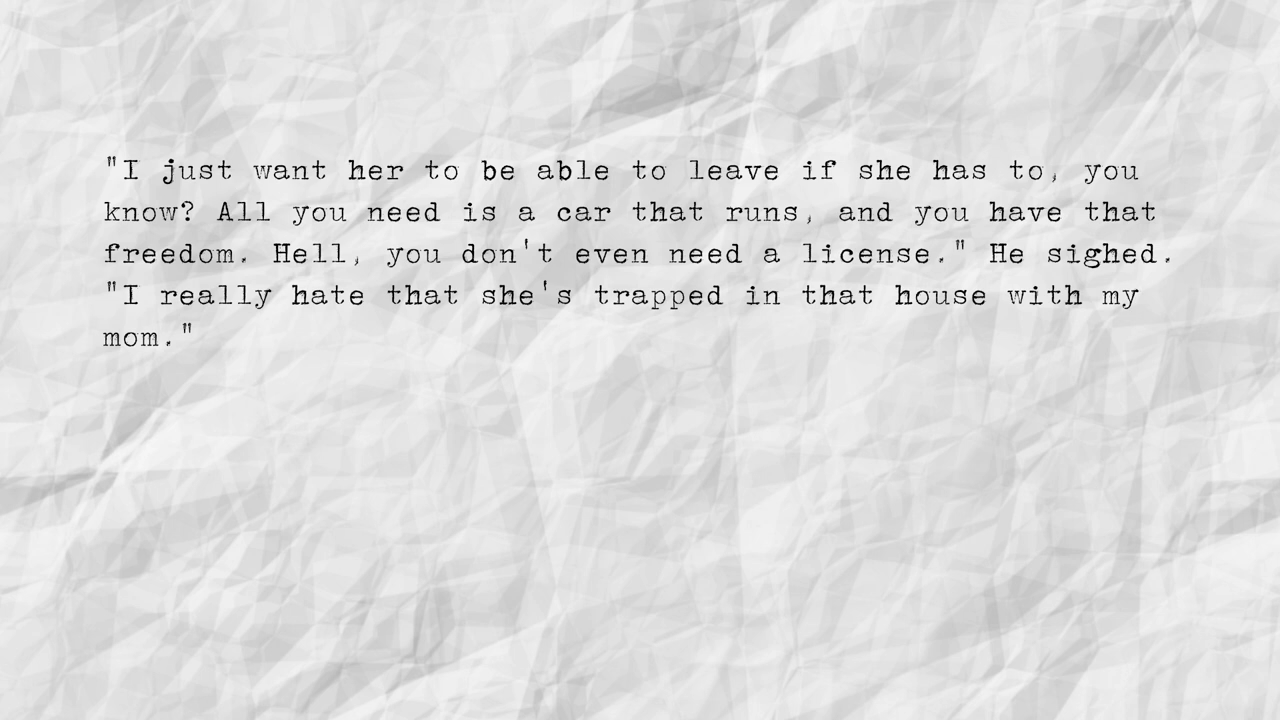 "I just want her to be able to leave if she has to, you
know? All you need is a car that runs, and you have that
freedom. Hell, you don't even need a license." He sighed.
"I really hate that she's trapped in that house with my
mom."